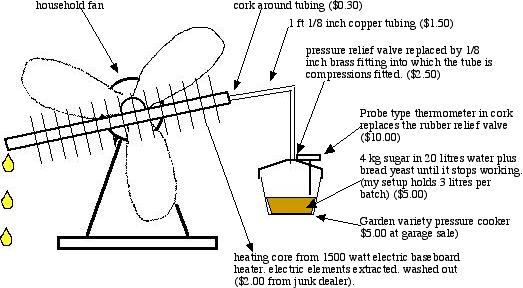 household fan
cork around tubing ($0.30)
1 ft 1/8 inch copper tubing ($1.50)
pressure relief valve replaced by 1/8
inch brass fitting into which the tube is
compressions fitted. ($2.50)
Probe type thermometer in cork
replaces the rubber relief valve
($10.00)
4 kg sugar in 20 litres water plus
bread yeast until it stops working.
(my setup holds 3 litres per
batch) ($5.00)
Garden variety pressure cooker
$5.00 at garage sale)
heating core from 1500 watt electric baseboard
heater. electric elements extracted. washed out
($2.00 from junk dealer).